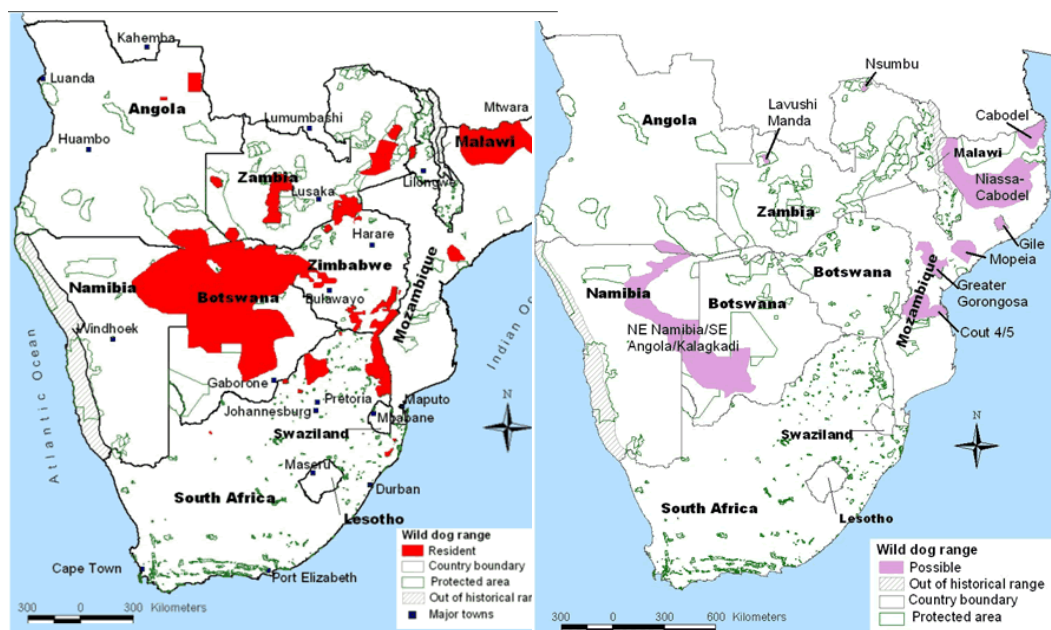 Kahemba
Luanda
Angola
Mtwara
Huambo
Lumumbashi
Malawi
Zambia
Lusaka
Lilongwe
Harare
Zimbabwe
Namibia
Botswana
Bulawayo
Mozambique
Windhoek
Atlantic Ocean
Indian Oc
Gaborone
Pretoria
Maputo
Johannesburg
Mbabane
N
Swaziland
Maseru
South Africa
Durban
Lesotho
Cape Town
Port Elizabeth
300 0 300 Kilometers
Wild dog range
Resident
Country boundary
Protected area
Out of historical ran
Major towns
Nsumbu
Lavushi
Manda
Cabodel
Angola
Malawi
Niassa-
Cabodel
Zambia
Gile
Mopeia
Botswana
Mozambique
Greater
Gorongosa
Namibia
Botswana
NE Namibia/SE
Angola/Kalagkadi
Cout 4/5
N
Swaziland
South Africa
Lesotho
300 0 300 600 Kilometers
Wild dog range
Possible
Out of historical range
Country boundary
Protected area